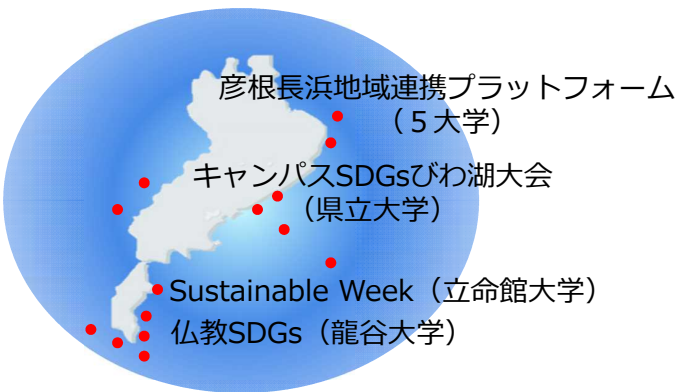 彦根長浜地域連携プラットフォーム
（５大学）
キャンパスSDGsびわ湖大会
（県立大学）
Sustainable Week（立命館大学）
仏教SDGs（龍谷大学）